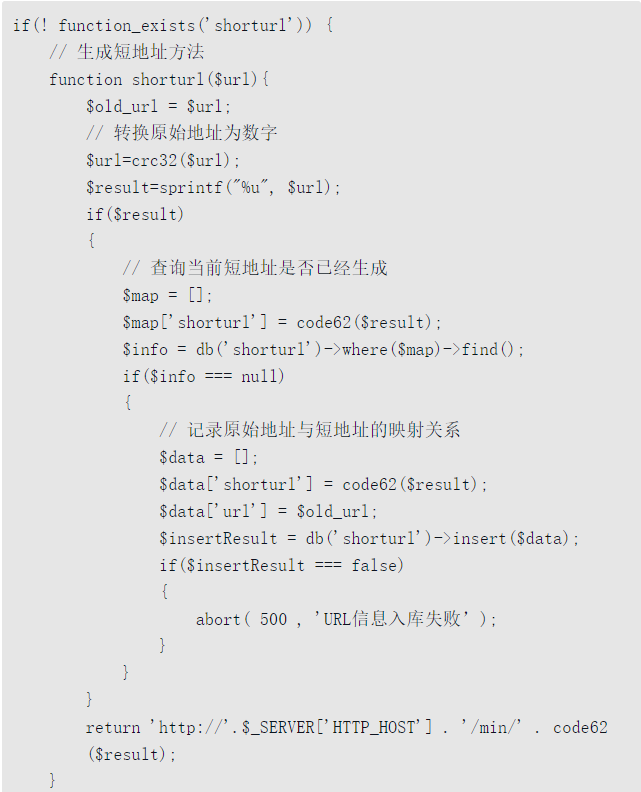 if(! function_exists('shorturl')) {
    // 生成短地址方法
    function shorturl($url){
        $old_url = $url;
        // 转换原始地址为数字
        $url=crc32($url);
        $result=sprintf("%u", $url);
        if($result)
        {
            // 查询当前短地址是否已经生成
            $map = [];
            $map['shorturl'] = code62($result);
            $info = db('shorturl')->where($map)->find();
            if($info === null)
            {
                // 记录原始地址与短地址的映射关系
                $data = [];
                $data['shorturl'] = code62($result);
                $data['url'] = $old_url;
                $insertResult = db('shorturl')->insert($data);
                if($insertResult === false)
                {
                    abort( 500 , 'URL信息入库失败’);
                }
            }
        }
        return 'http://'.$_SERVER['HTTP_HOST'] . '/min/' . code62
        ($result);
    }